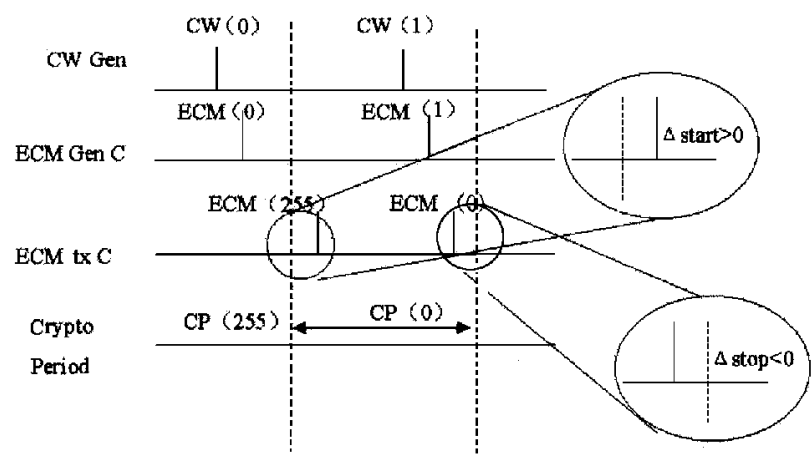 CW (0) CW (1)
CW Gen
ECM (0) ECM (1)
ECM Gen C
Δ start>0
ECM (255) ECM (0)
ECM tx C
Crypto CP (255) CP (0)
Period
Δ stop<0